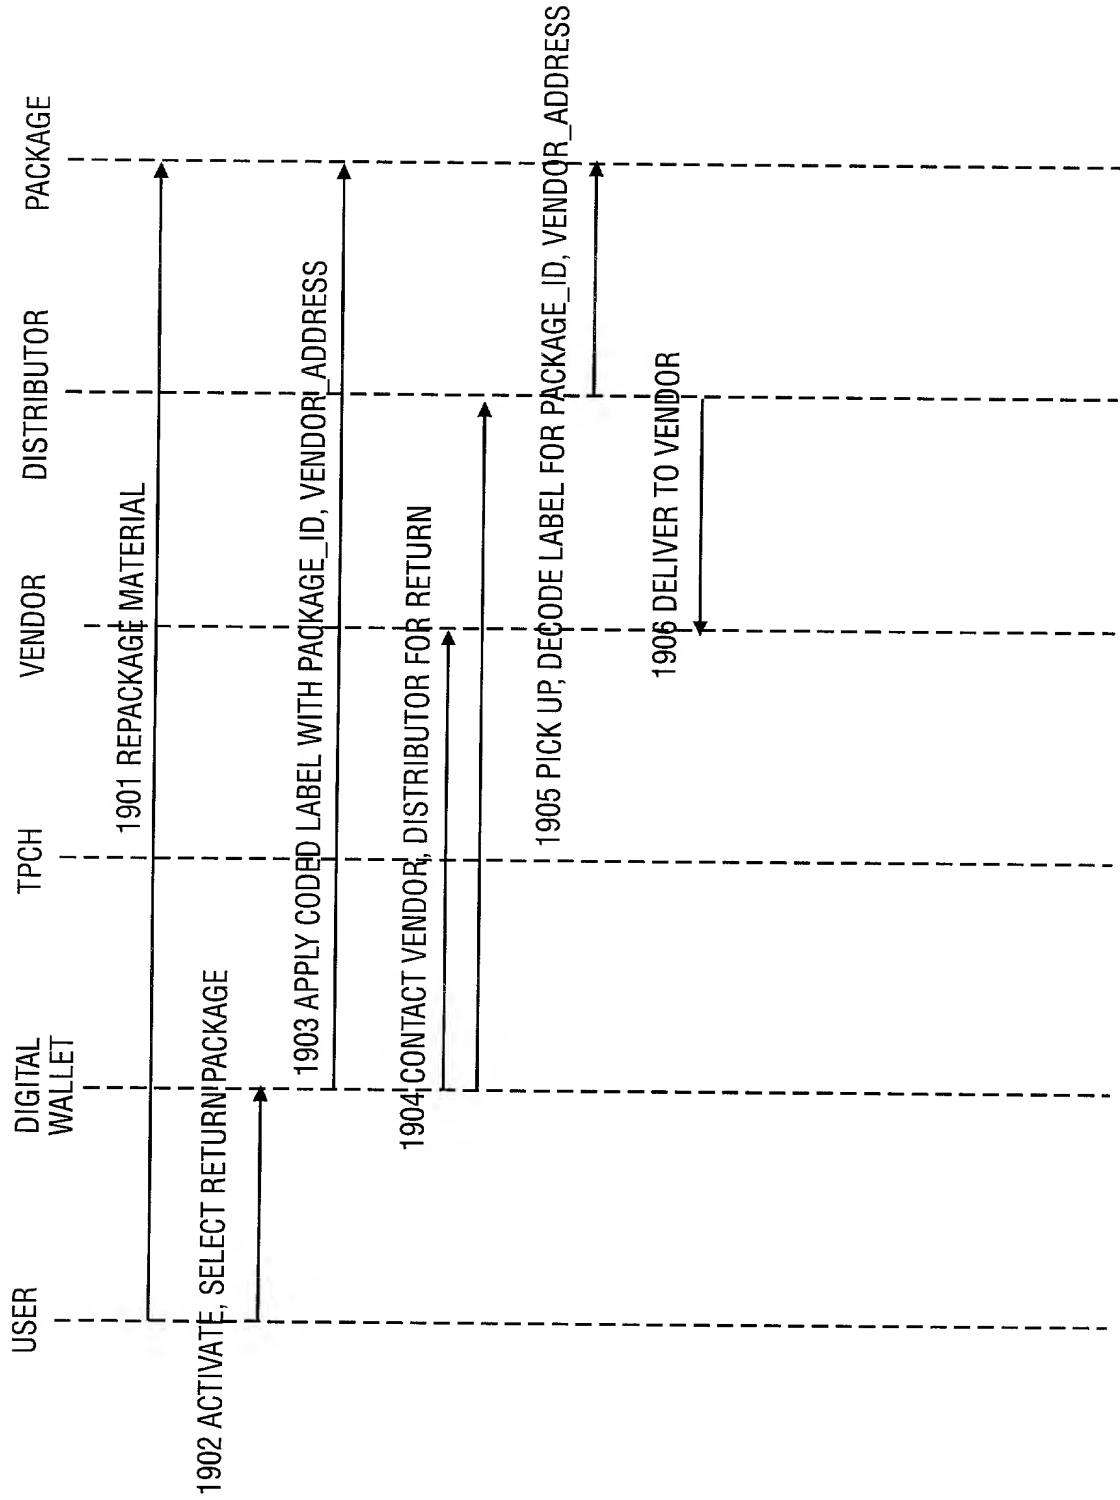 USER
DIGITAL
WALLET
TPCH
VENDOR
DISTRIBUTOR
PACKAGE
1901 REPACKAGE MATERIAL
1902 ACTIVATE, SELECT RETURN PACKAGE
1903 APPLY CODED LABEL WITH PACKAGE_ID, VENDOR_ADDRESS
1904 CONTACT VENDOR, DISTRIBUTOR FOR RETURN
1905 PICK UP, DECODE LABEL FOR PACKAGE_ID, VENDOR_ADDRESS
1906 DELIVER TO VENDOR